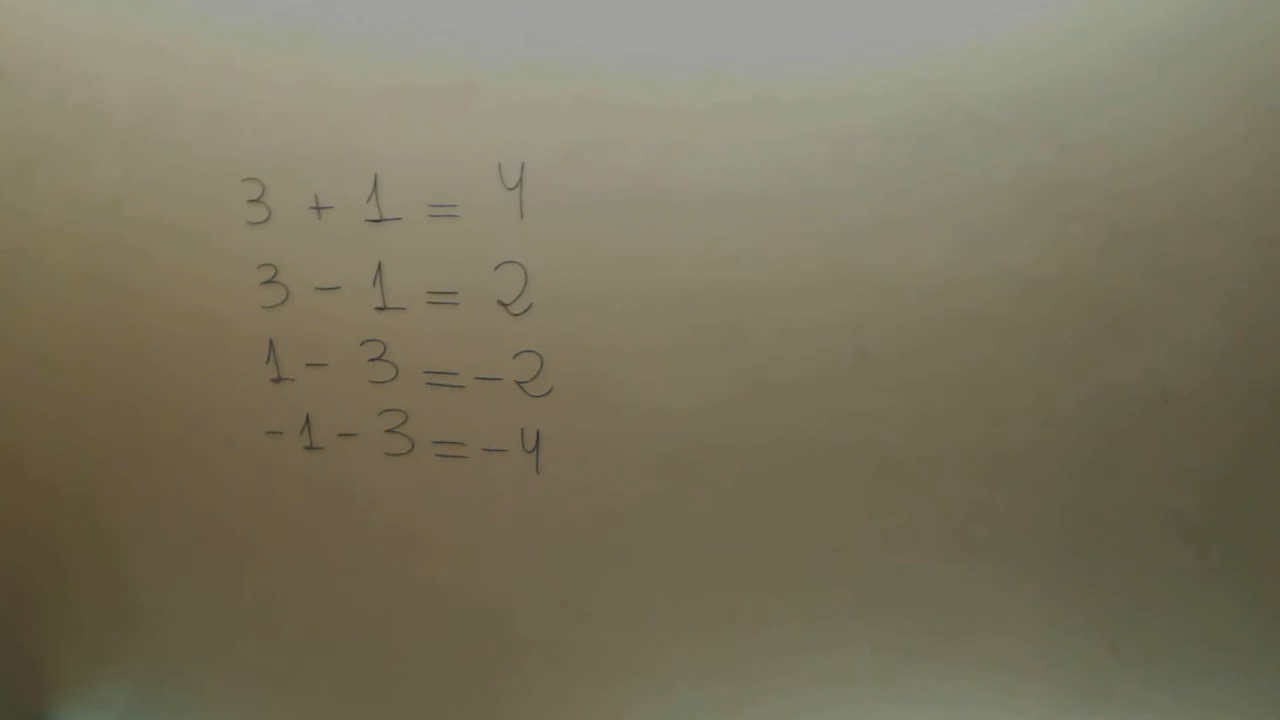 3 + 1 = 4
3 - 1 = 2
1 - 3 = -2
-1 - 3 = -4